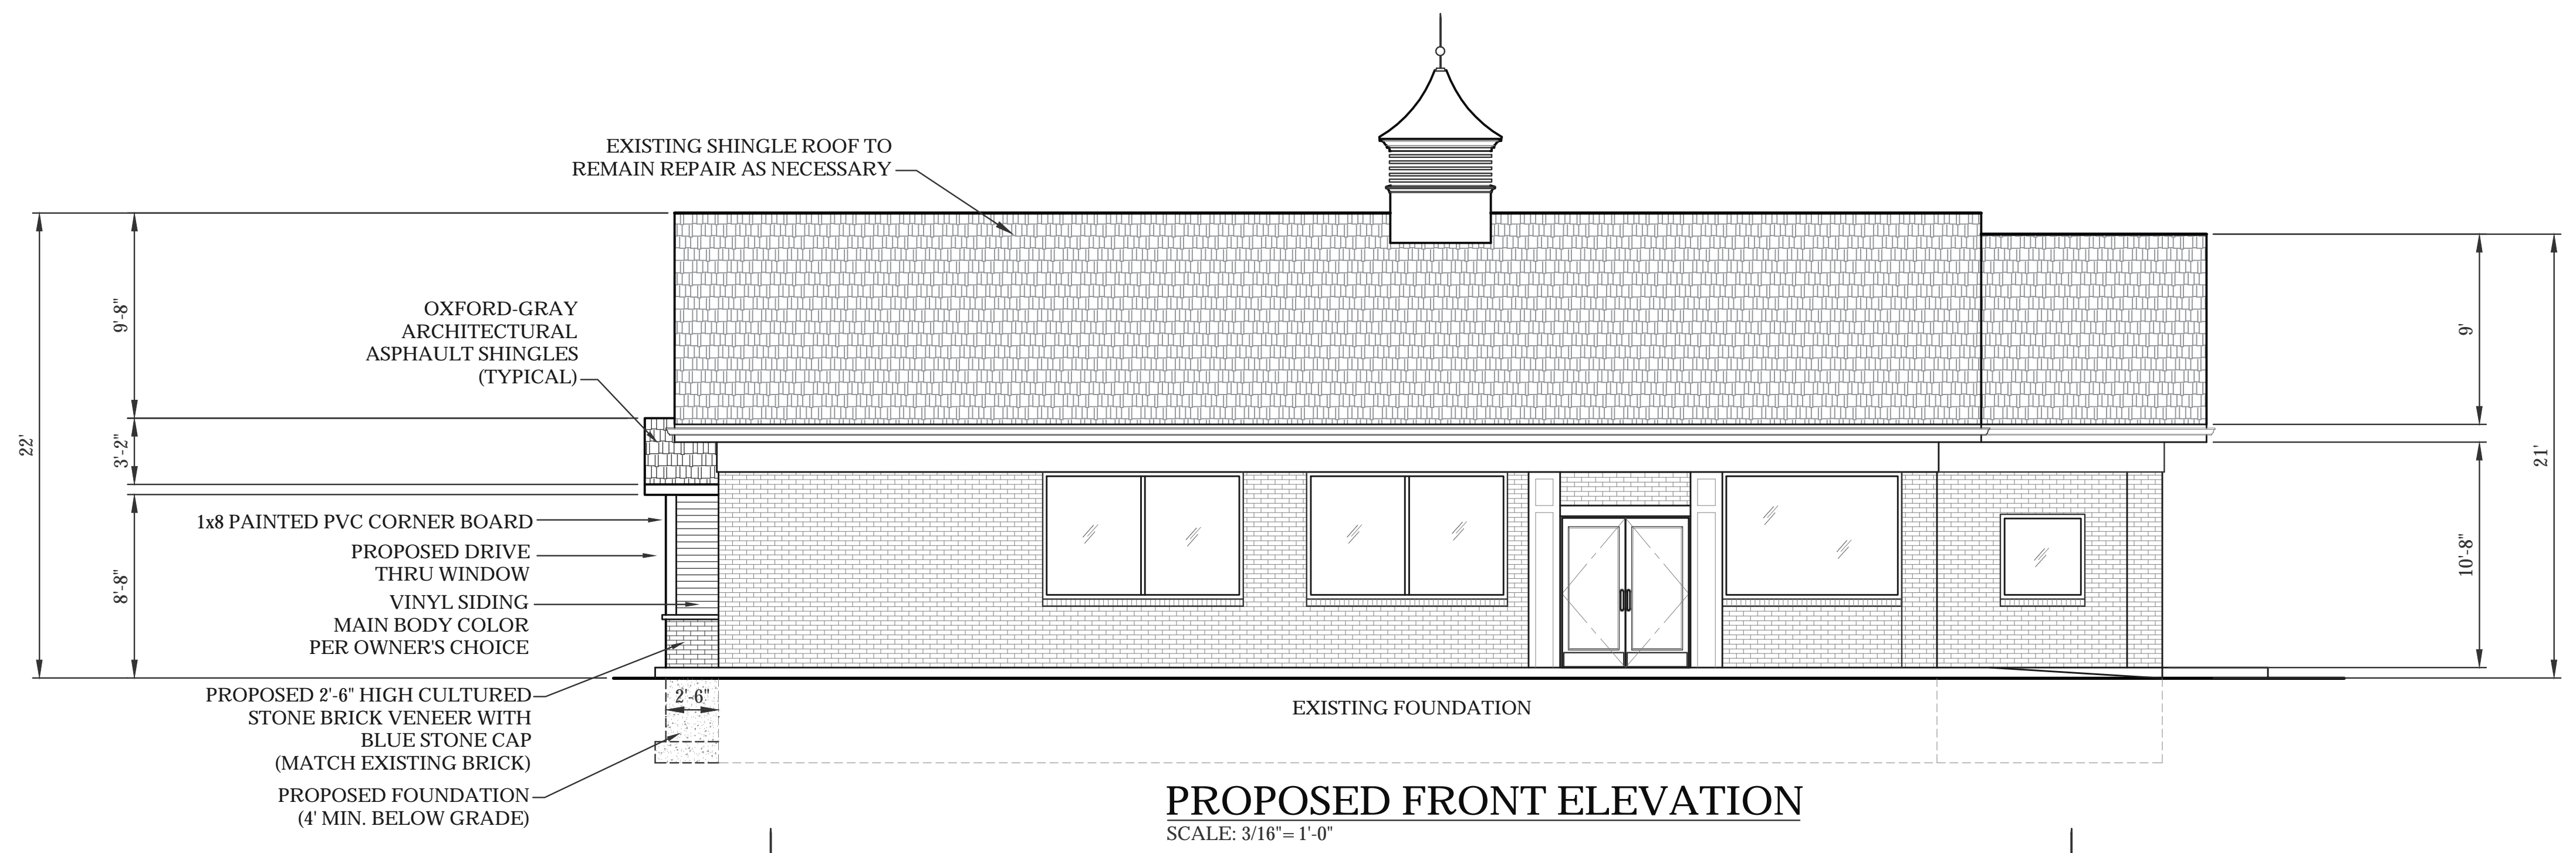 EXISTING SHINGLE ROOF TO
REMAIN REPAIR AS NECESSARY
OXFORD-GRAY
ARCHITECTURAL
ASPHAULT SHINGLES
(TYPICAL)
22'
9'-8"
3'-2"
8'-8"
1x8 PAINTED PVC CORNER BOARD
PROPOSED DRIVE
THRU WINDOW
VINYL SIDING
MAIN BODY COLOR
PER OWNER'S CHOICE
PROPOSED 2'-6" HIGH CULTURED
STONE BRICK VENEER WITH
BLUE STONE CAP
(MATCH EXISTING BRICK)
PROPOSED FOUNDATION
(4' MIN. BELOW GRADE)
2'-6"
EXISTING FOUNDATION
9'
10'-8"
21'
PROPOSED FRONT ELEVATION
SCALE: 3/16"= 1'-0"